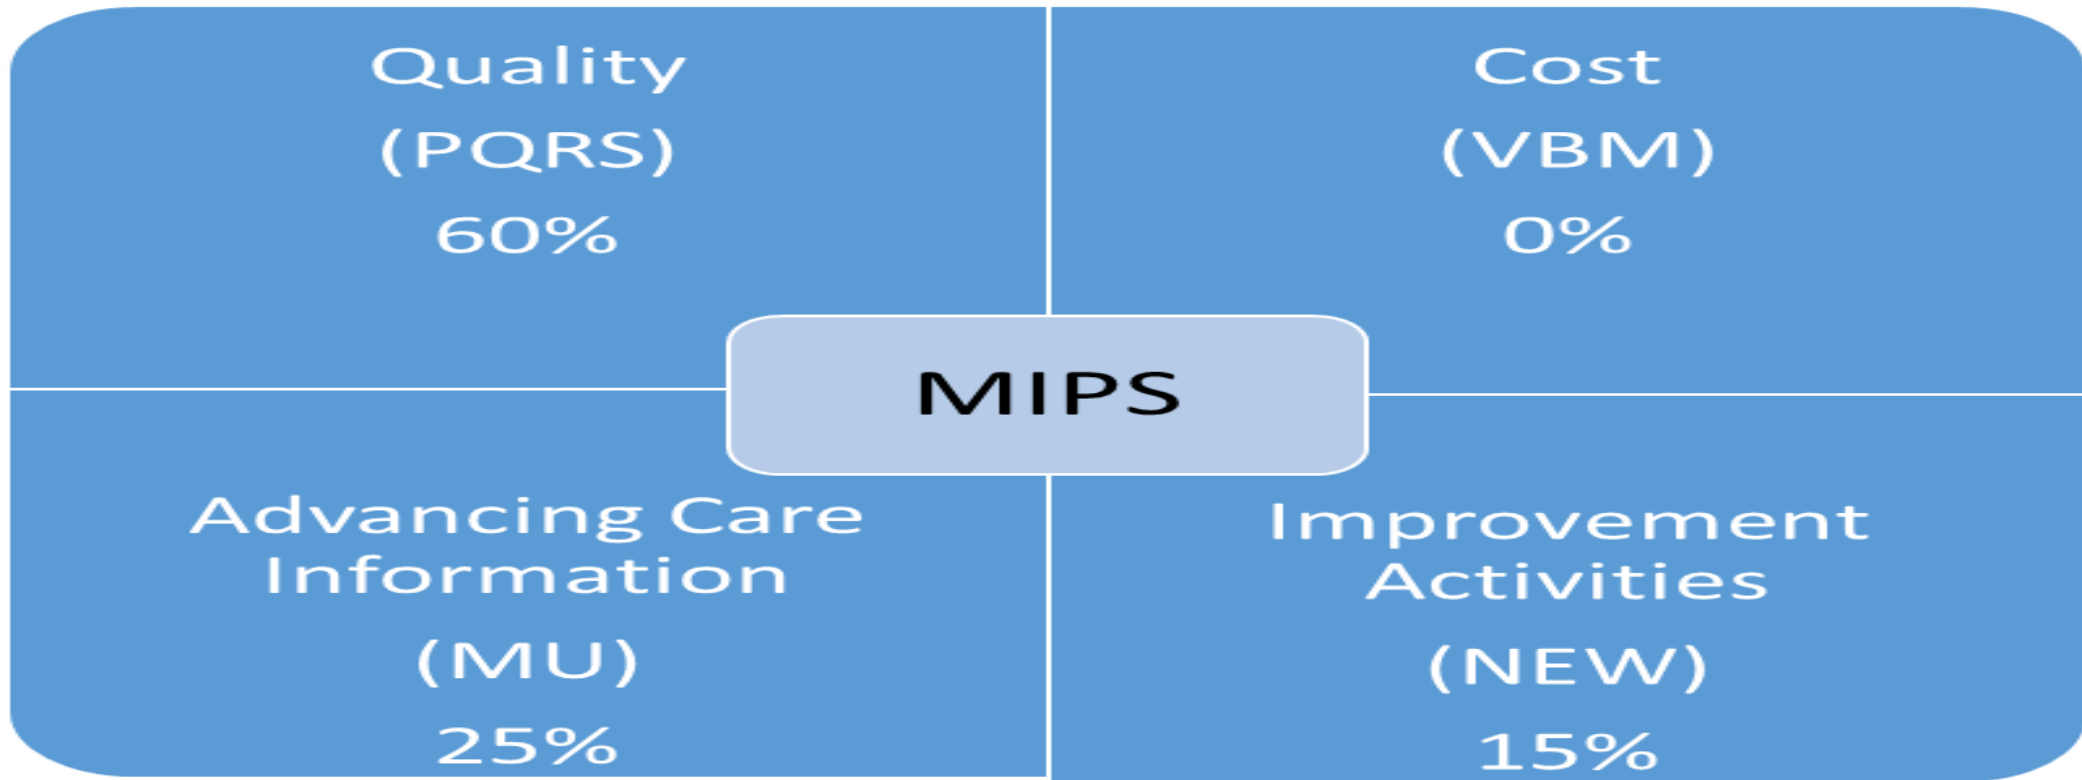 Quality
(PQRS)
60%
Cost
(VBM)
0%
MIPS
Advancing Care
Information
(MU)
25%
Improvement
Activities
(NEW)
15%